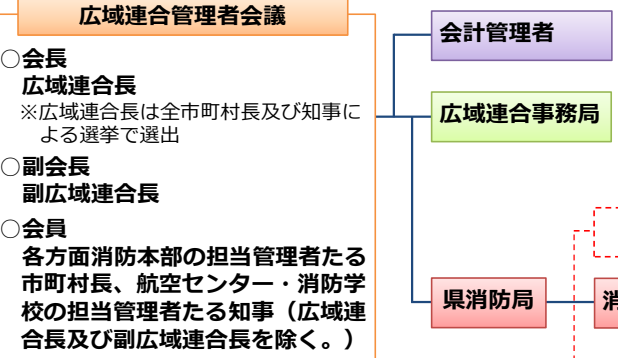 広域連合管理者会議
○会長
広域連合長
※広域連合長は全市町村長及び知事に
よる選挙で選出
○副会長
副広域連合長
○会員
各方面消防本部の担当管理者たる
市町村長、航空センター・消防学
校の担当管理者たる知事（広域連
合長及び副広域連合長を除く。）
会計管理者
広域連合事務局
県消防局
消